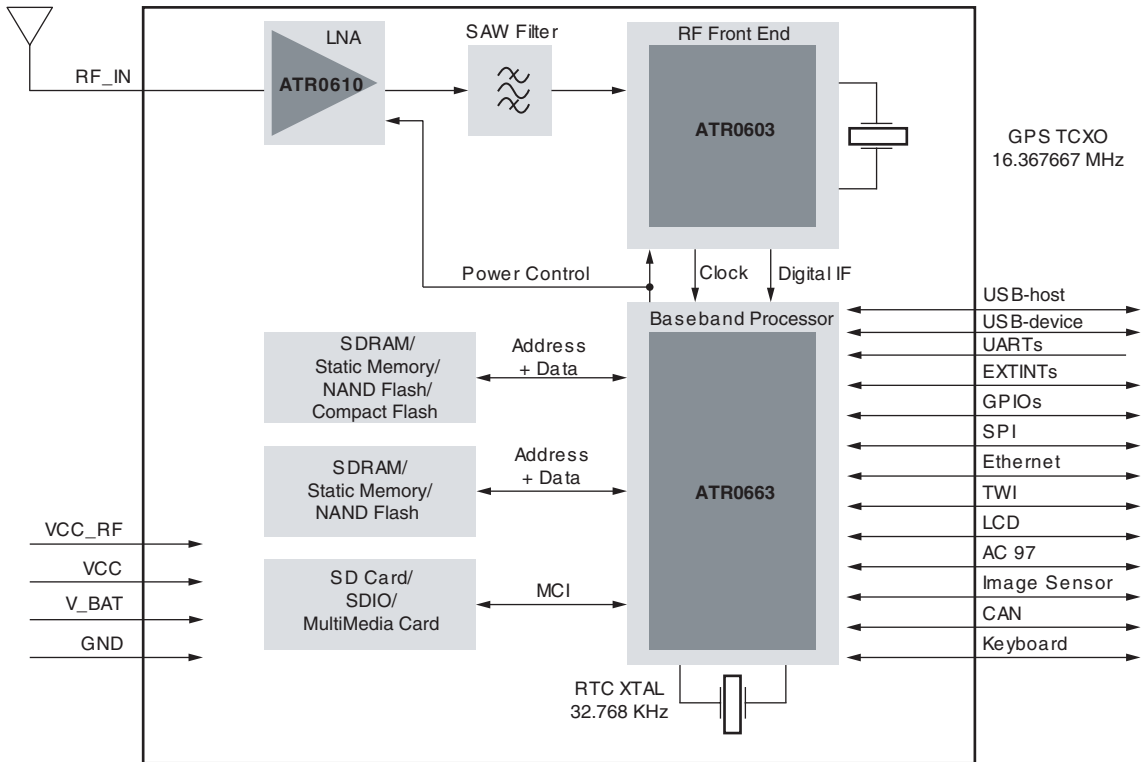 LNA
SAW Filter
RF Front End
RF_IN
ATR0610
ATR0603
GPS TCXO
16.367667 MHz
Power Control
Clock
Digital IF
Baseband Processor
USB-host
USB-device
UARTs
EXTINTs
GPIOs
SPI
Ethernet
TWI
LCD
AC 97
Image Sensor
CAN
Keyboard
SDRAM/
Static Memory/
NAND Flash/
Compact Flash
Address
+ Data
SDRAM/
Static Memory/
NAND Flash
Address
+ Data
ATR0663
VCC_RF
VCC
V_BAT
GND
SD Card/
SDIO/
MultiMedia Card
MCI
RTC XTAL
32.768 KHz